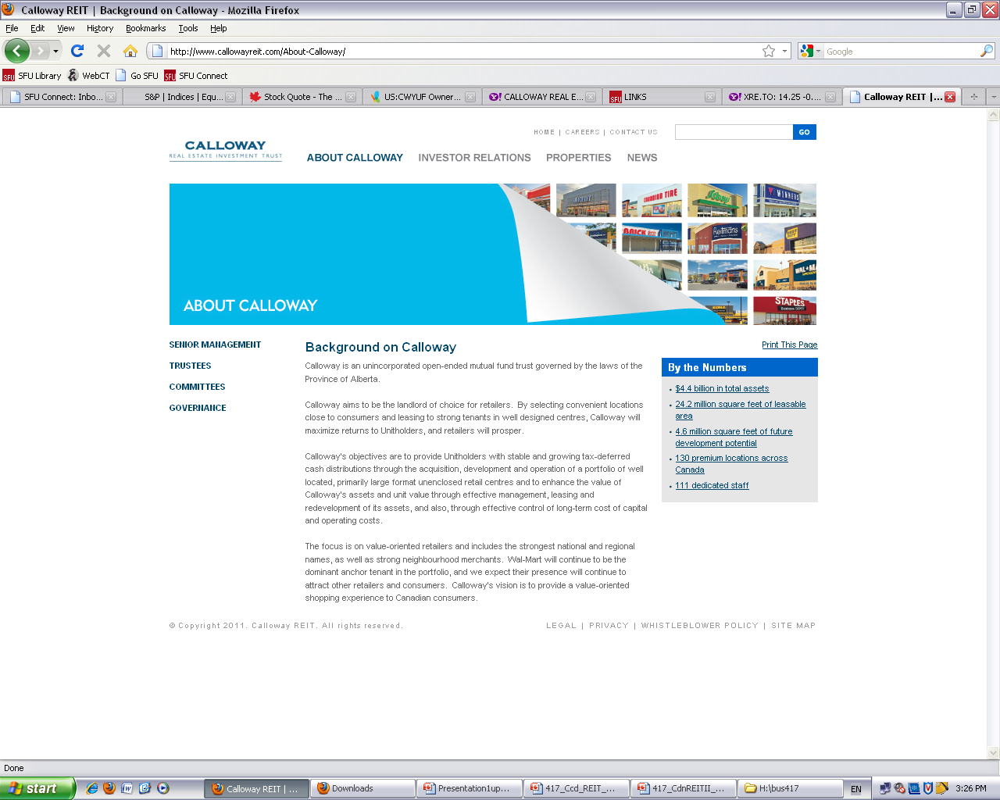 Calloway REIT | Background on Calloway - Mozilla Firefox
File Edit View History Bookmarks Tools Help
http://www.callowayreit.com/About-Calloway/
Google
SFU Library WebCT Go SFU SFU Connect
SFU Connect: Inbo... S&P | Indices | Equ... Stock Quote - The ... US:CWYUF Owner... CALLOWAY REAL E... LINKS XRE.TO: 14.25 -0.... Calloway REIT |...
HOME | CAREERS | CONTACT US
GO
CALLOWAY
REAL ESTATE INVESTMENT TRUST
ABOUT CALLOWAY INVESTOR RELATIONS PROPERTIES NEWS
CANADIAN TIRE
Sobeys
WINNERS
BRICK
Reitmans
BEST BUY
WAL-MART
STAPLES
Business DEPOT
ABOUT CALLOWAY
SENIOR MANAGEMENT
TRUSTEES
COMMITTEES
GOVERNANCE
Background on Calloway
Calloway is an unincorporated open-ended mutual fund trust governed by the laws of the
Province of Alberta.
Calloway aims to be the landlord of choice for retailers. By selecting convenient locations
close to consumers and leasing to strong tenants in well designed centres, Calloway will
maximize returns to Unitholders, and retailers will prosper.
Calloway's objectives are to provide Unitholders with stable and growing tax-deferred
cash distributions through the acquisition, development and operation of a portfolio of well
located, primarily large format unenclosed retail centres and to enhance the value of
Calloway's assets and unit value through effective management, leasing and
redevelopment of its assets, and also, through effective control of long-term cost of capital
and operating costs.
The focus is on value-oriented retailers and includes the strongest national and regional
names, as well as strong neighbourhood merchants. Wal-Mart will continue to be the
dominant anchor tenant in the portfolio, and we expect their presence will continue to
attract other retailers and consumers. Calloway's vision is to provide a value-oriented
shopping experience to Canadian consumers.
Print This Page
By the Numbers
• $4.4 billion in total assets
• 24.2 million square feet of leasable
area
• 4.6 million square feet of future
development potential
• 130 premium locations across
Canada
• 111 dedicated staff
© Copyright 2011. Calloway REIT. All rights reserved.
LEGAL | PRIVACY | WHISTLEBLOWER POLICY | SITE MAP
Done
start
Calloway REIT | ... Downloads Presentation1up... 417_Ccd_REIT_... 417_CdnREITII_... H:\bus417
EN
3:26 PM